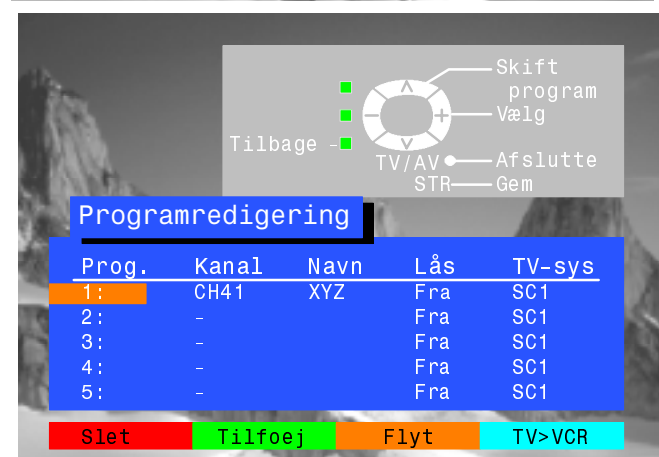 Skift
program
Vælg
Tilbage
TV/AV Afslutte
STR Gem
Programredigering
Prog. Kanal Navn Lås TV-sys
1: CH41 XYZ Fra SC1
2: - Fra SC1
3: - Fra SC1
4: - Fra SC1
5: - Fra SC1
Slet Tilfoej Flyt TV>VCR